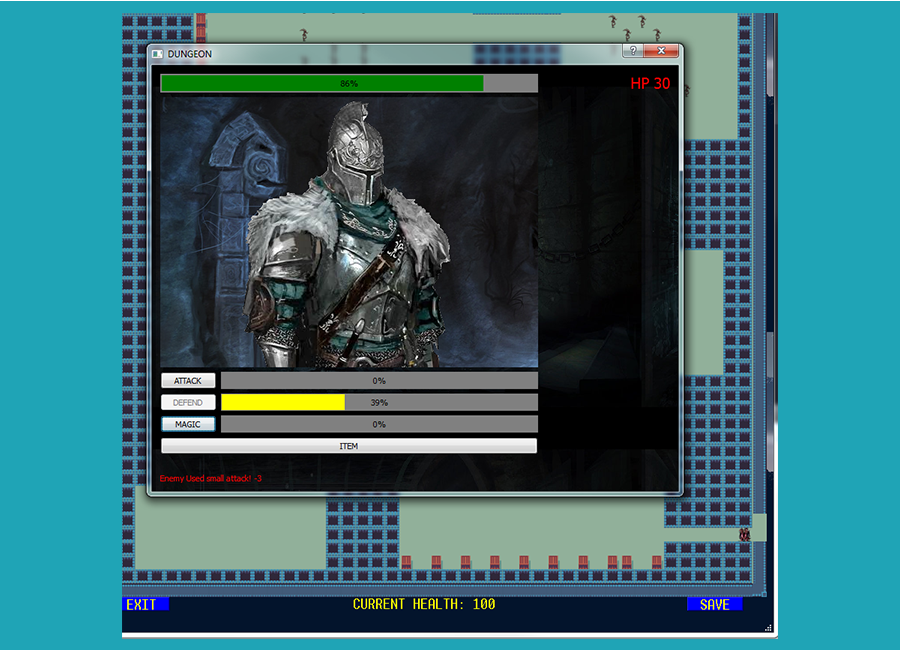 DUNGEON
?
86%
HP 30
ATTACK
0%
DEFEND
39%
MAGIC
0%
ITEM
Enemy Used small attack! -3
EXIT
CURRENT HEALTH: 100
SAVE